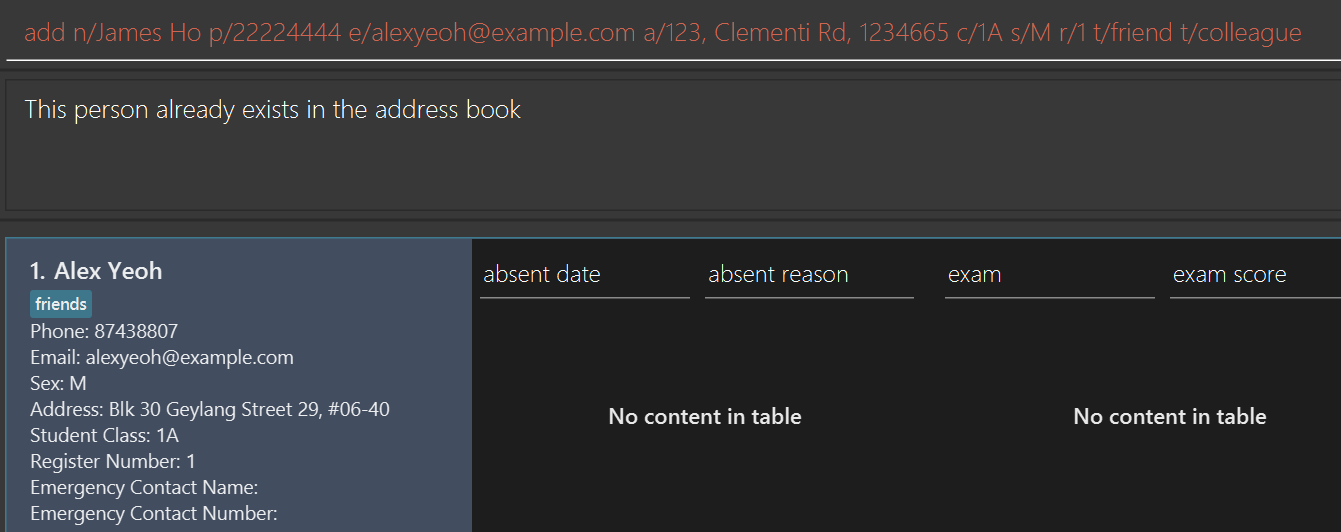 add n/James Ho p/22224444 e/alexyeoh@example.com a/123, Clementi Rd, 1234665 c/1A s/M r/1 t/friend t/colleague
This person already exists in the address book
1. Alex Yeoh
friends
Phone: 87438807
Email: alexyeoh@example.com
Sex: M
Address: Blk 30 Geylang Street 29, #06-40
Student Class: 1A
Register Number: 1
Emergency Contact Name:
Emergency Contact Number:
absent date absent reason exam exam score
No content in table No content in table